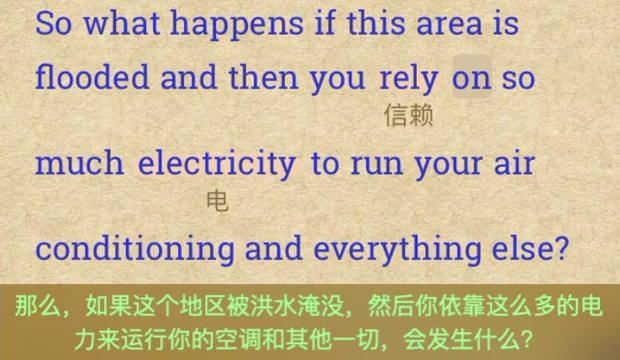 So what happens if this area is
flooded and then you rely on so
信赖
much electricity to run your air
电
conditioning and everything else?
那么，如果这个地区被洪水淹没，然后你依靠这么多的电
力来运行你的空调和其他一切，会发生什么？